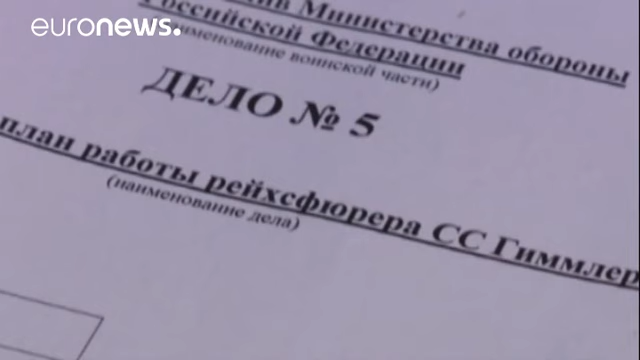 euronews.
Министерства обороны
Российской Федерации
(наименование воинской части)
ДЕЛО № 5
план работы рейхсфюрера СС Гиммлер
(наименование дела)